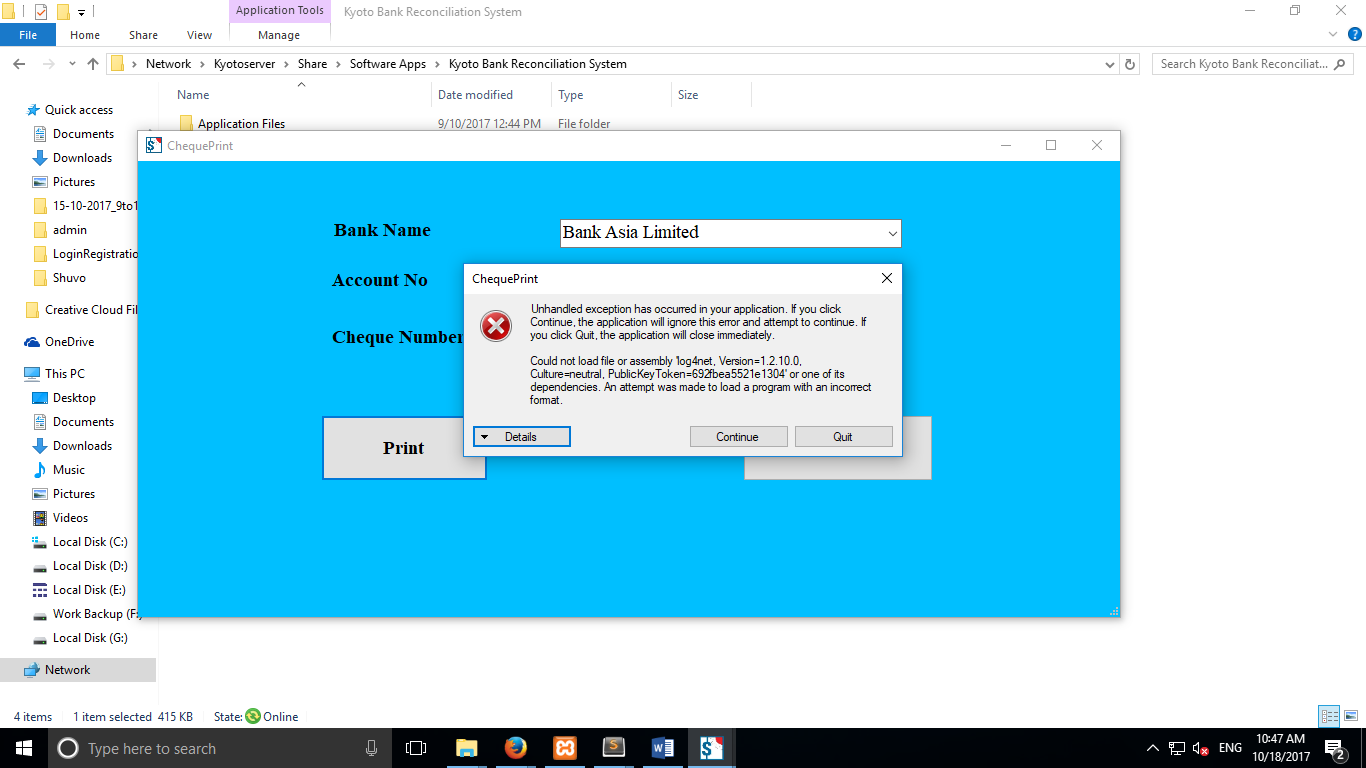 Application Tools
Kyoto Bank Reconciliation System
File
Home
Share
View
Manage
Network
Kyotoserver
Share
Software Apps
Kyoto Bank Reconciliation System
Search Kyoto Bank Reconciliat...
Name
Date modified
Type
Size
Quick access
Documents
Downloads
Pictures
15-10-2017_9to1
admin
LoginRegistratio
Shuvo
Creative Cloud Fil
OneDrive
This PC
Desktop
Documents
Downloads
Music
Pictures
Videos
Local Disk (C:)
Local Disk (D:)
Local Disk (E:)
Work Backup (F:
Local Disk (G:)
Network
Application Files
9/10/2017 12:44 PM
File folder
ChequePrint
Bank Name
Bank Asia Limited
Account No
Cheque Number
Print
ChequePrint
Unhandled exception has occurred in your application. If you click
Continue, the application will ignore this error and attempt to continue. If
you click Quit, the application will close immediately.
Could not load file or assembly 'log4net, Version=1.2.10.0,
Culture=neutral, PublicKeyToken=692fbea5521e1304' or one of its
dependencies. An attempt was made to load a program with an incorrect
format.
Details
Continue
Quit
4 items
1 item selected 415 KB
State: Online
Type here to search
ENG
10:47 AM
10/18/2017
2